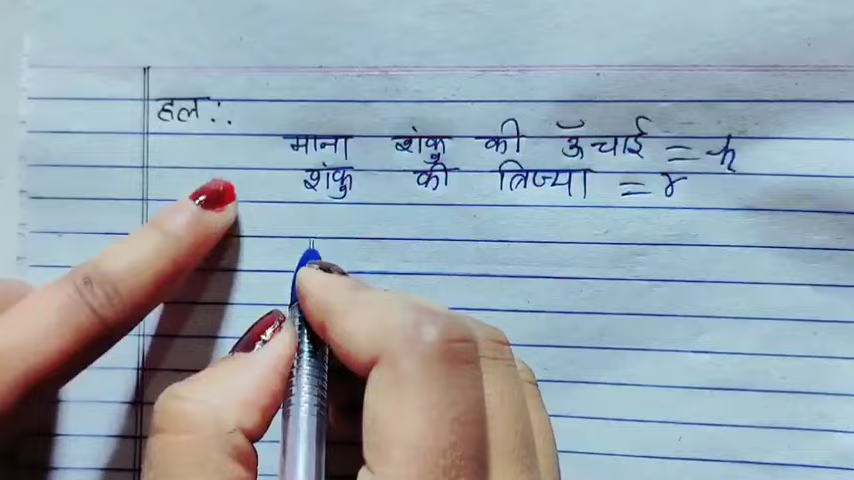 हल:.
माना शंकु की ऊँचाई = h
शंकु की त्रिज्या = r